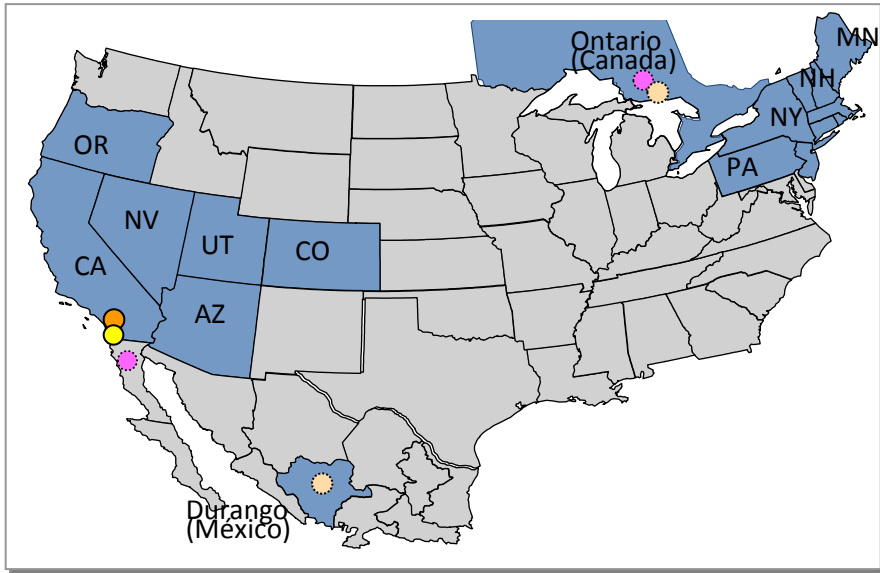 Ontario
(Canada)
MN
NH
NY
PA
OR
NV
UT
CO
CA
AZ
Durango
(México)